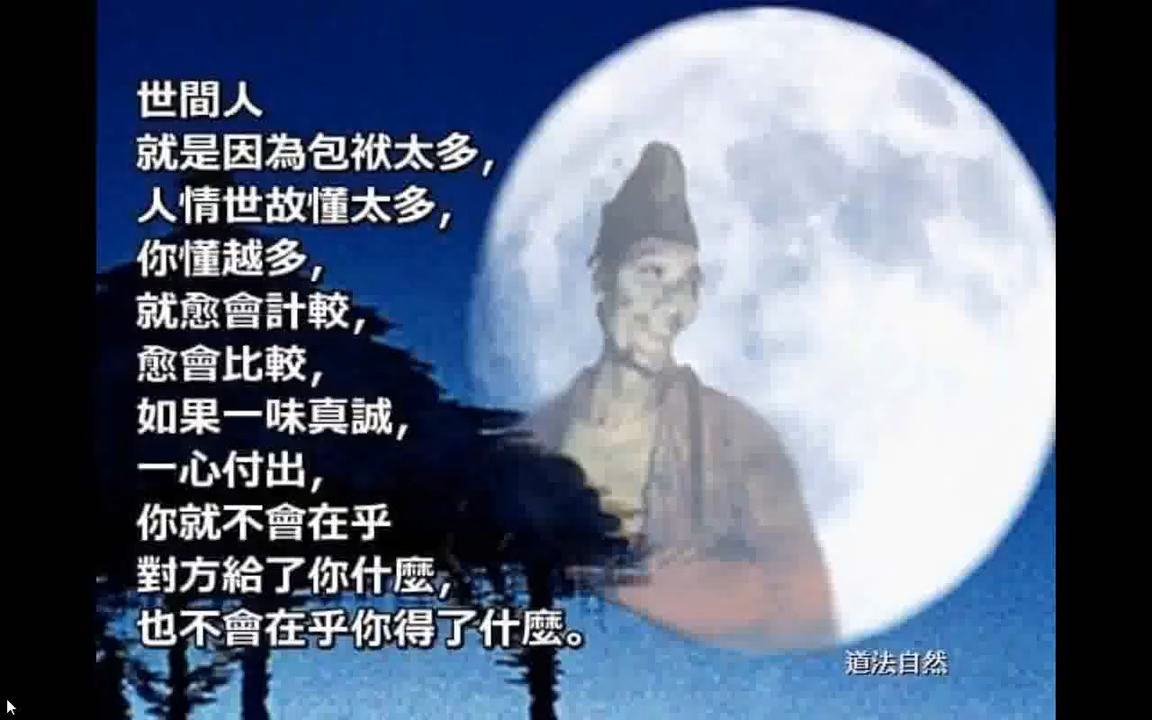 世間人
就是因為包袱太多,
人情世故懂太多,
你懂越多,
就愈會計較,
愈會比較,
如果一味真誠,
一心付出,
你就不會在乎
對方給了你什麼,
也不會在乎你得了什麼。
道法自然